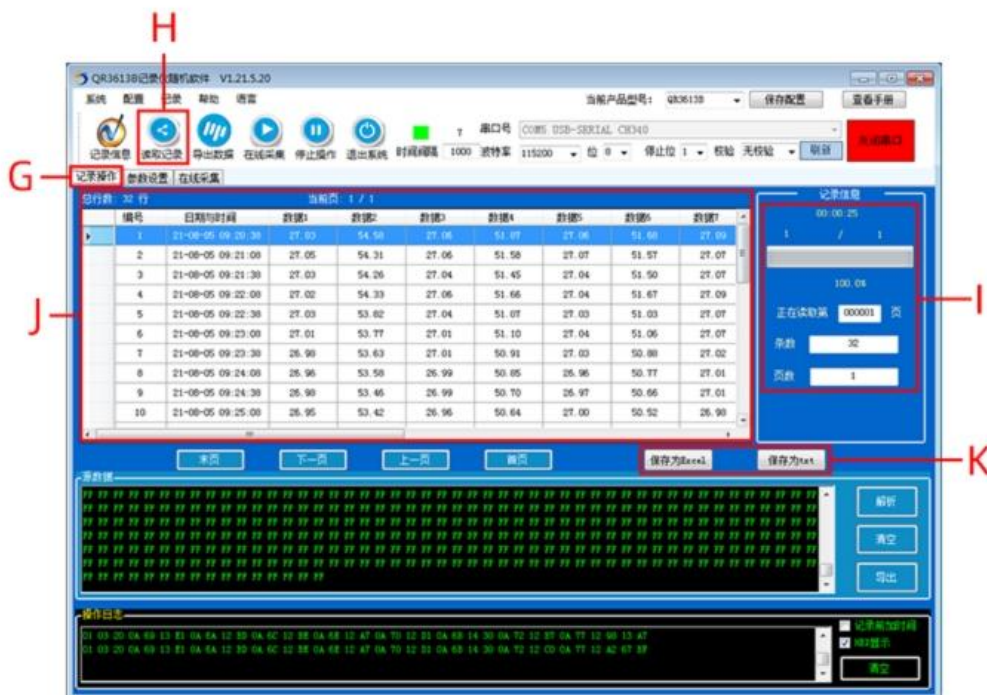 H
QR3613B记录仪随机软件 V1.21.5.20
系统 配置 记录 帮助 语言 当前产品型号: QR3613B 保存配置 查看手册
串口号 COM5 USB-SERIAL CH340 关闭串口
记录信息 读取记录 导出数据 在线采集 停止操作 退出系统 时间间隔 1000 波特率 115200 位 8 停止位 1 校验 无校验 刷新
G
记录操作 参数设置 在线采集
总行数: 32 行 当前页: 1 / 1 记录信息
编号 日期与时间 数据1 数据2 数据3 数据4 数据5 数据6 数据7
1 21-08-05 09:20:38 27.03 54.58 27.06 51.87 27.06 51.68 27.09
2 21-08-05 09:21:08 27.05 54.31 27.06 51.58 27.07 51.57 27.07
3 21-08-05 09:21:38 27.03 54.26 27.04 51.45 27.04 51.50 27.07
4 21-08-05 09:22:08 27.02 54.33 27.06 51.66 27.04 51.67 27.09
5 21-08-05 09:22:38 27.03 53.82 27.04 51.07 27.03 51.03 27.07
6 21-08-05 09:23:08 27.01 53.77 27.01 51.10 27.04 51.06 27.07
7 21-08-05 09:23:38 26.98 53.63 27.01 50.91 27.03 50.88 27.02
8 21-08-05 09:24:08 26.96 53.58 26.99 50.85 26.96 50.77 27.01
9 21-08-05 09:24:38 26.98 53.46 26.99 50.70 26.97 50.66 27.01
10 21-08-05 09:25:08 26.95 53.42 26.96 50.64 27.00 50.52 26.98
00:00:25
1 / 1
100.0%
正在读取第 000001 页
条数 32
页数 1
I
J
末页 下一页 上一页 首页 保存为Excel 保存为txt
K
源数据
解析
清空
导出
操作日志
记录前加时间
HEX显示
清空